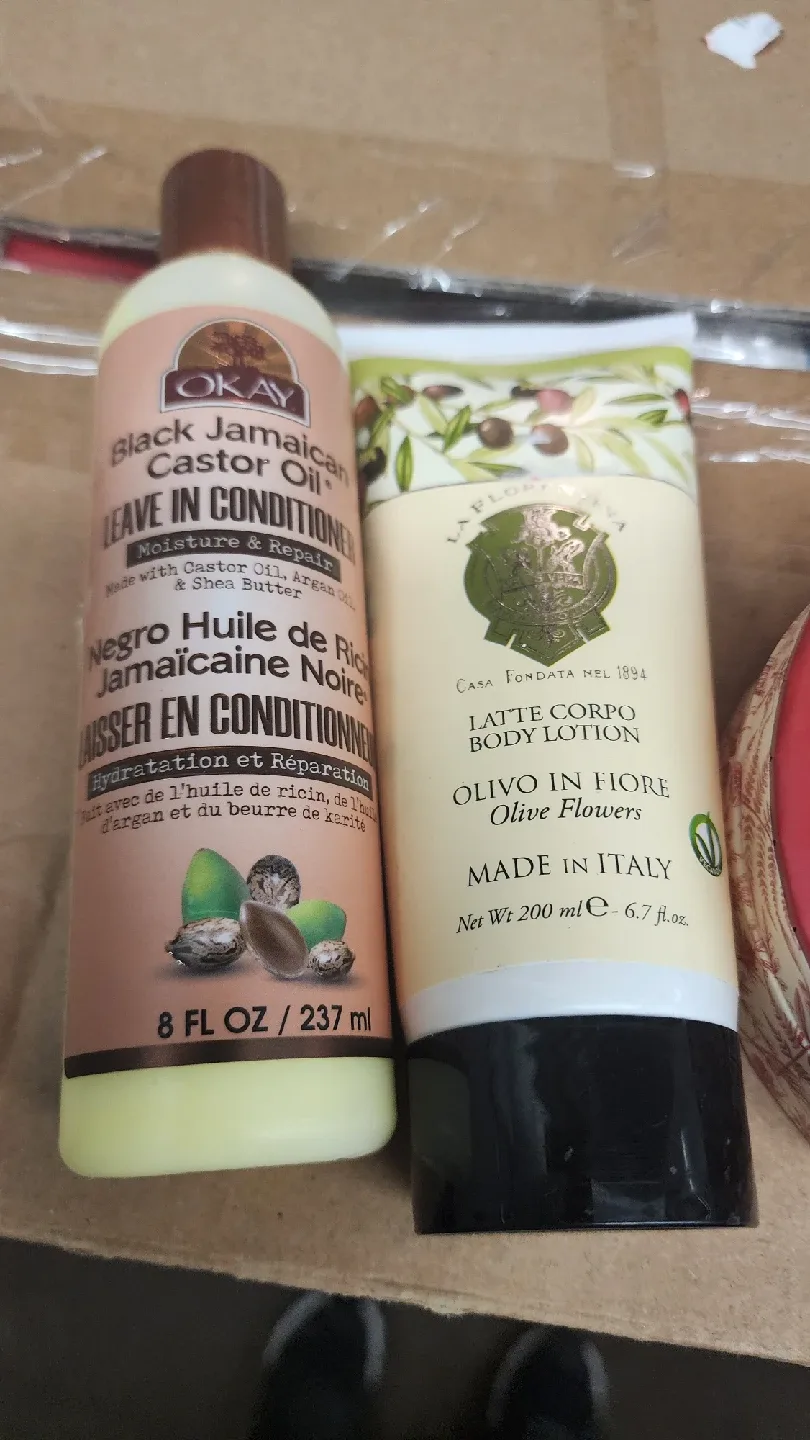 OKAY
Black Jamaican
Castor Oil
LEAVE IN CONDITIONER
Moisture & Repair
Made with Castor Oil, Argan Oil
& Shea Butter
Negro Huile de Ricin
Jamaïcaine Noire
LAISSER EN CONDITIONNEUR
Hydratation et Réparation
Fait avec de l'huile de ricin, de l'huile
d'argan et du beurre de karité
8 FL OZ / 237 ml
LA FLORENTINA
CASA FONDATA NEL 1894
LATTE CORPO
BODY LOTION
OLIVO IN FIORE
Olive Flowers
MADE IN ITALY
Net Wt 200 ml ℮ - 6.7 fl.oz.